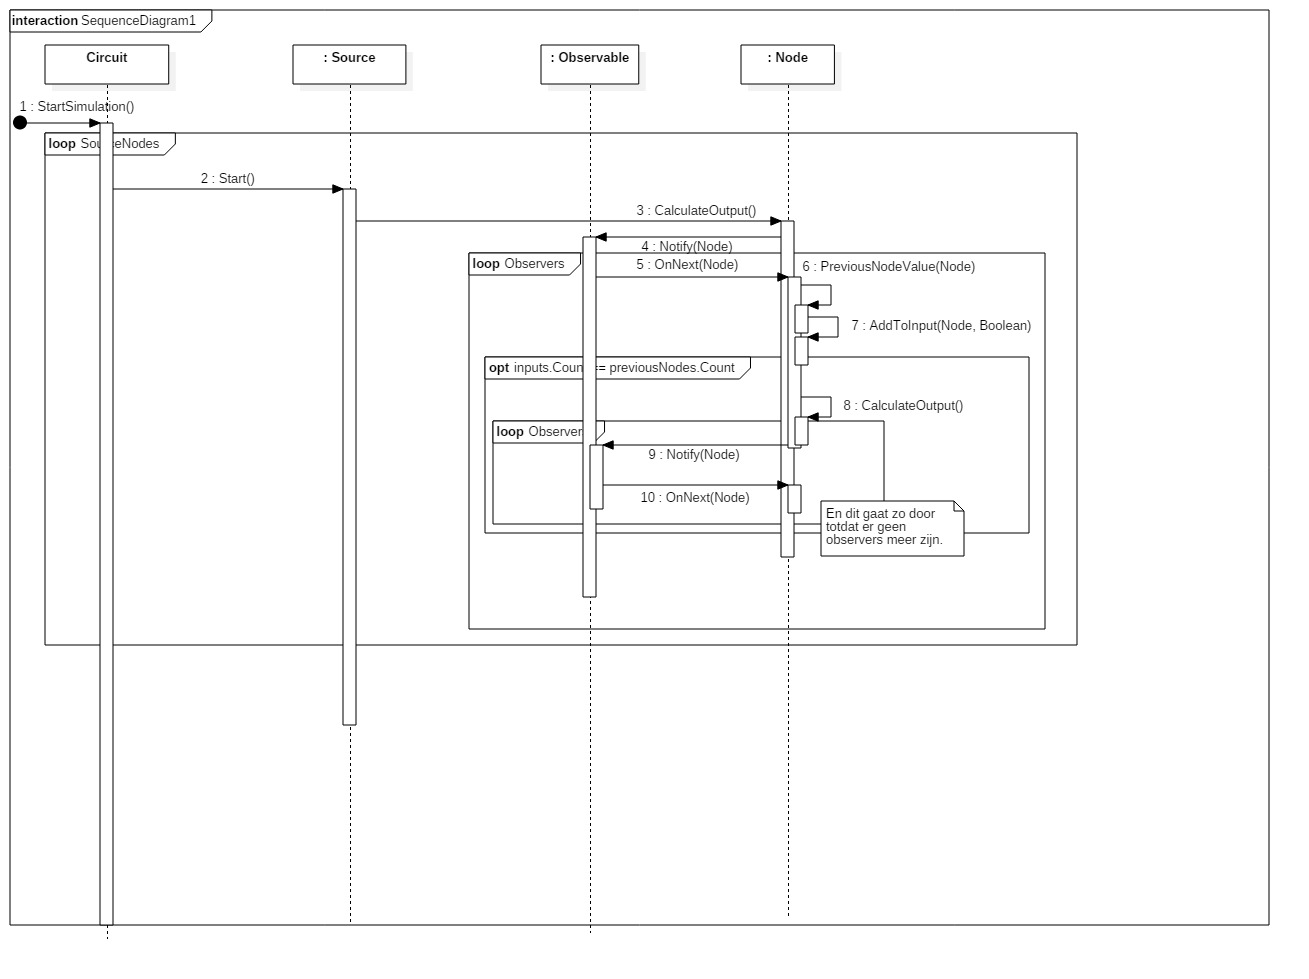 interaction SequenceDiagram1
Circuit
: Source
: Observable
: Node
1 : StartSimulation()
loop SourceNodes
2 : Start()
3 : CalculateOutput()
4 : Notify(Node)
loop Observers
5 : OnNext(Node)
6 : PreviousNodeValue(Node)
7 : AddToInput(Node, Boolean)
opt inputs.Count == previousNodes.Count
8 : CalculateOutput()
loop Observer
9 : Notify(Node)
10 : OnNext(Node)
En dit gaat zo door
totdat er geen
observers meer zijn.